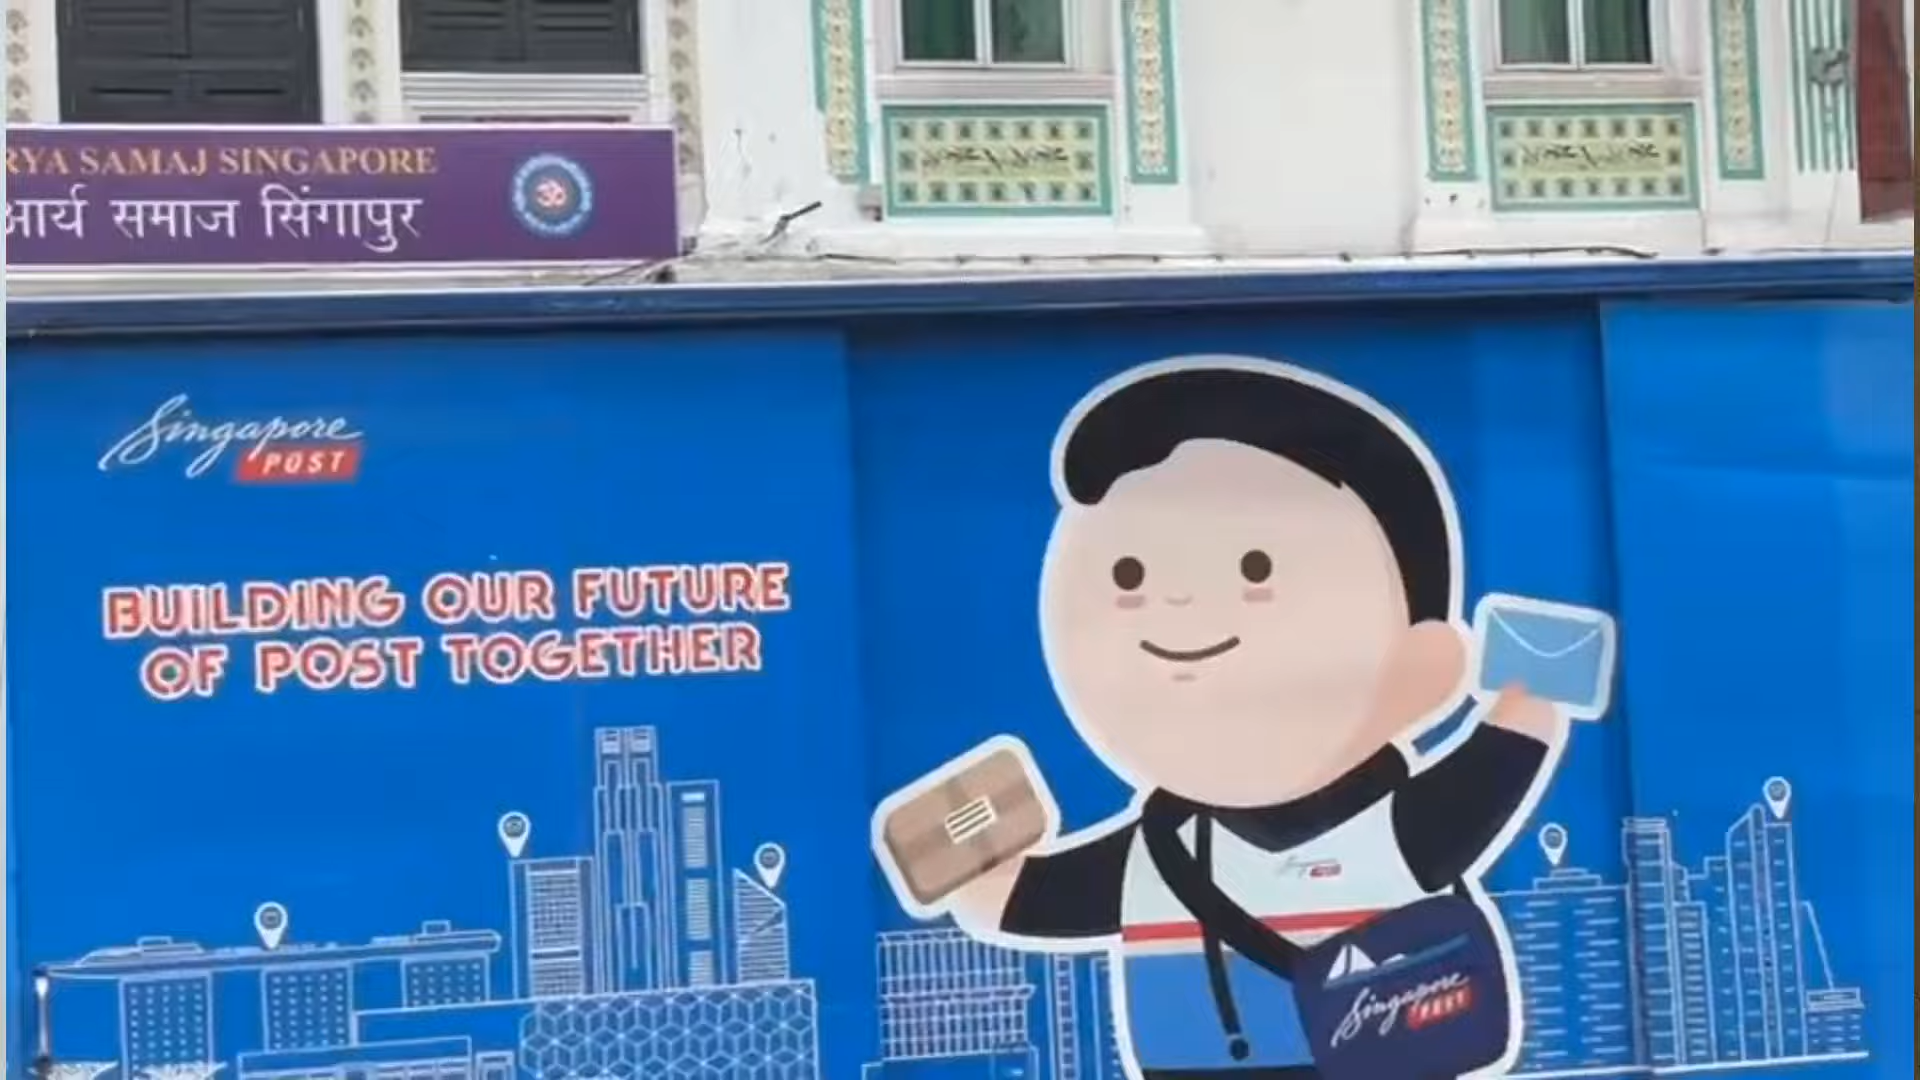 RYA SAMAJ SINGAPORE
आर्य समाज सिंगापुर
ॐ
Singapore
POST
BUILDING OUR FUTURE
OF POST TOGETHER
Singapore
POST